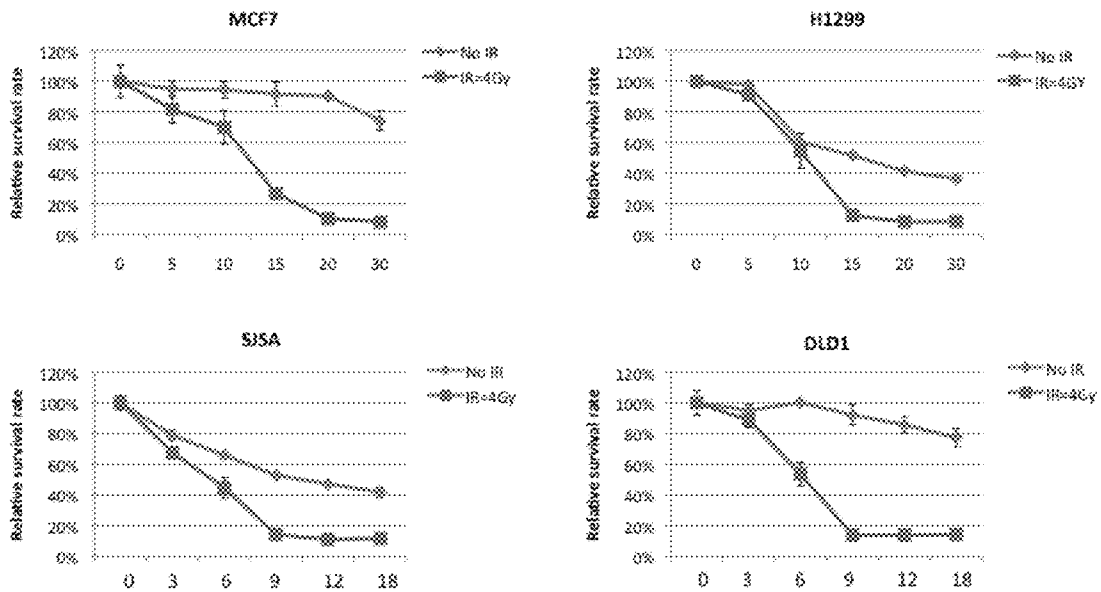 MCF7
Relative survival rate
120%
100%
80%
60%
40%
20%
0%
0 5 10 15 20 30
No IR
IR=4Gy
H1299
Relative survival rate
120%
100%
80%
60%
40%
20%
0%
0 5 10 15 20 30
No IR
IR=4GY
SJSA
Relative survival rate
120%
100%
80%
60%
40%
20%
0%
0 3 6 9 12 18
No IR
IR=4Gy
DLD1
Relative survival rate
120%
100%
80%
60%
40%
20%
0%
0 3 6 9 12 18
No IR
IR=4Gy